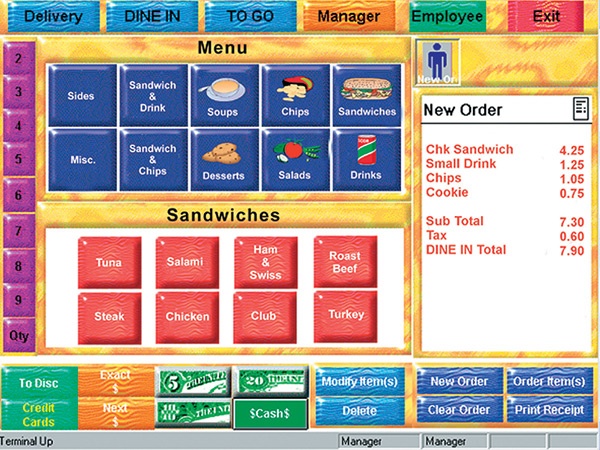 Delivery
DINE IN
TO GO
Manager
Employee
Exit
2
3
4
5
6
7
8
9
Qty
Menu
Sides
Sandwich
&
Drink
Soups
Chips
Sandwiches
Misc.
Sandwich
&
Chips
Desserts
Salads
Drinks
Sandwiches
Tuna
Salami
Ham
&
Swiss
Roast
Beef
Steak
Chicken
Club
Turkey
New Or
New Order
Chk Sandwich 4.25
Small Drink 1.25
Chips 1.05
Cookie 0.75
Sub Total 7.30
Tax 0.60
DINE IN Total 7.90
To Disc
Exact
$
5
20
Modify Item(s)
New Order
Order Item(s)
Credit
Cards
Next
$
10
$Cash$
Delete
Clear Order
Print Receipt
Terminal Up
Manager
Manager